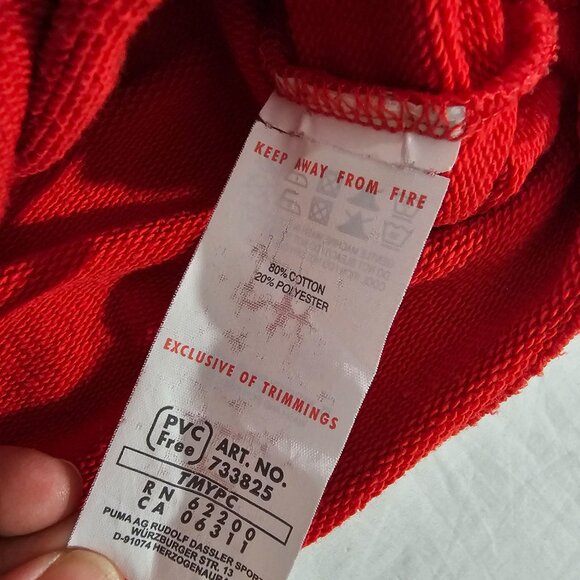 KEEP AWAY FROM FIRE
80% COTTON
20% POLYESTER
EXCLUSIVE OF TRIMMINGS
PVC
Free
ART. NO.
733825
TMYPC
RN 62200
CA 06311
PUMA AG RUDOLF DASSLER SPORT
WÜRZBURGER STR. 13
D-91074 HERZOGENAURA